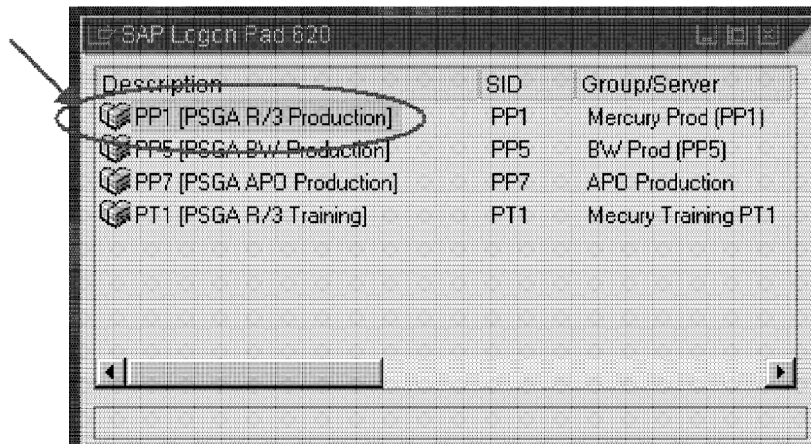 SAP Logon Pad 620
Description SID Group/Server
PP1 [PSGA R/3 Production] PP1 Mercury Prod (PP1)
PP5 [PSGA BW Production] PP5 BW Prod (PP5)
PP7 [PSGA APO Production] PP7 APO Production
PT1 [PSGA R/3 Training] PT1 Mecury Training PT1